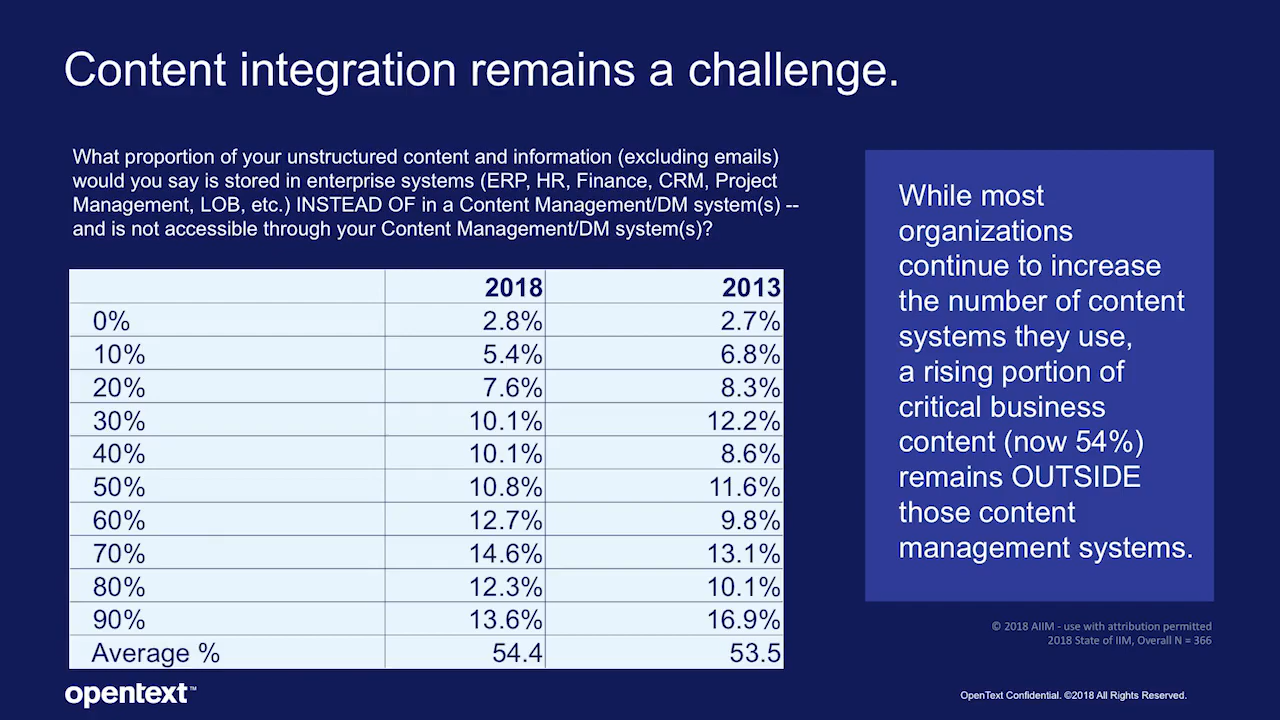 Content integration remains a challenge.
What proportion of your unstructured content and information (excluding emails)
would you say is stored in enterprise systems (ERP, HR, Finance, CRM, Project
Management, LOB, etc.) INSTEAD OF in a Content Management/DM system(s) --
and is not accessible through your Content Management/DM system(s)?
2018 2013
0% 2.8% 2.7%
10% 5.4% 6.8%
20% 7.6% 8.3%
30% 10.1% 12.2%
40% 10.1% 8.6%
50% 10.8% 11.6%
60% 12.7% 9.8%
70% 14.6% 13.1%
80% 12.3% 10.1%
90% 13.6% 16.9%
Average % 54.4 53.5
While most
organizations
continue to increase
the number of content
systems they use,
a rising portion of
critical business
content (now 54%)
remains OUTSIDE
those content
management systems.
© 2018 AIIM - use with attribution permitted
2018 State of IIM, Overall N = 366
opentext™
OpenText Confidential. ©2018 All Rights Reserved.